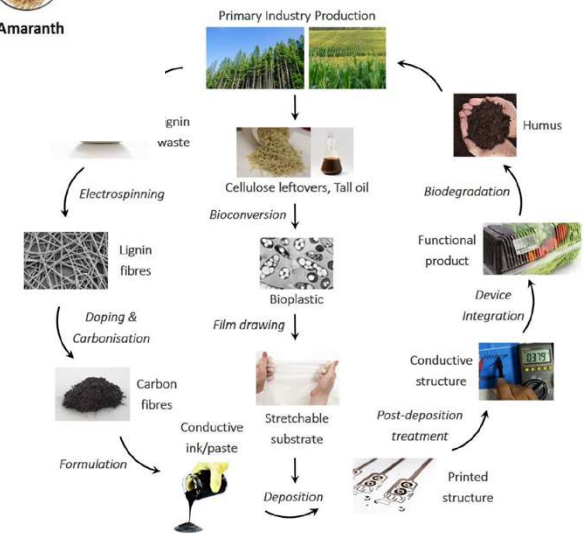 Amaranth
Primary Industry Production
waste
Cellulose leftovers, Tall oil
Humus
Electrospinning
Bioconversion
Biodegradation
Lignin
fibres
Bioplastic
Functional
product
Doping &
Carbonisation
Film drawing
Device
Integration
Carbon
fibres
Stretchable
substrate
Conductive
structure
0379
Conductive
ink/paste
Post-deposition
treatment
Formulation
Deposition
Printed
structure